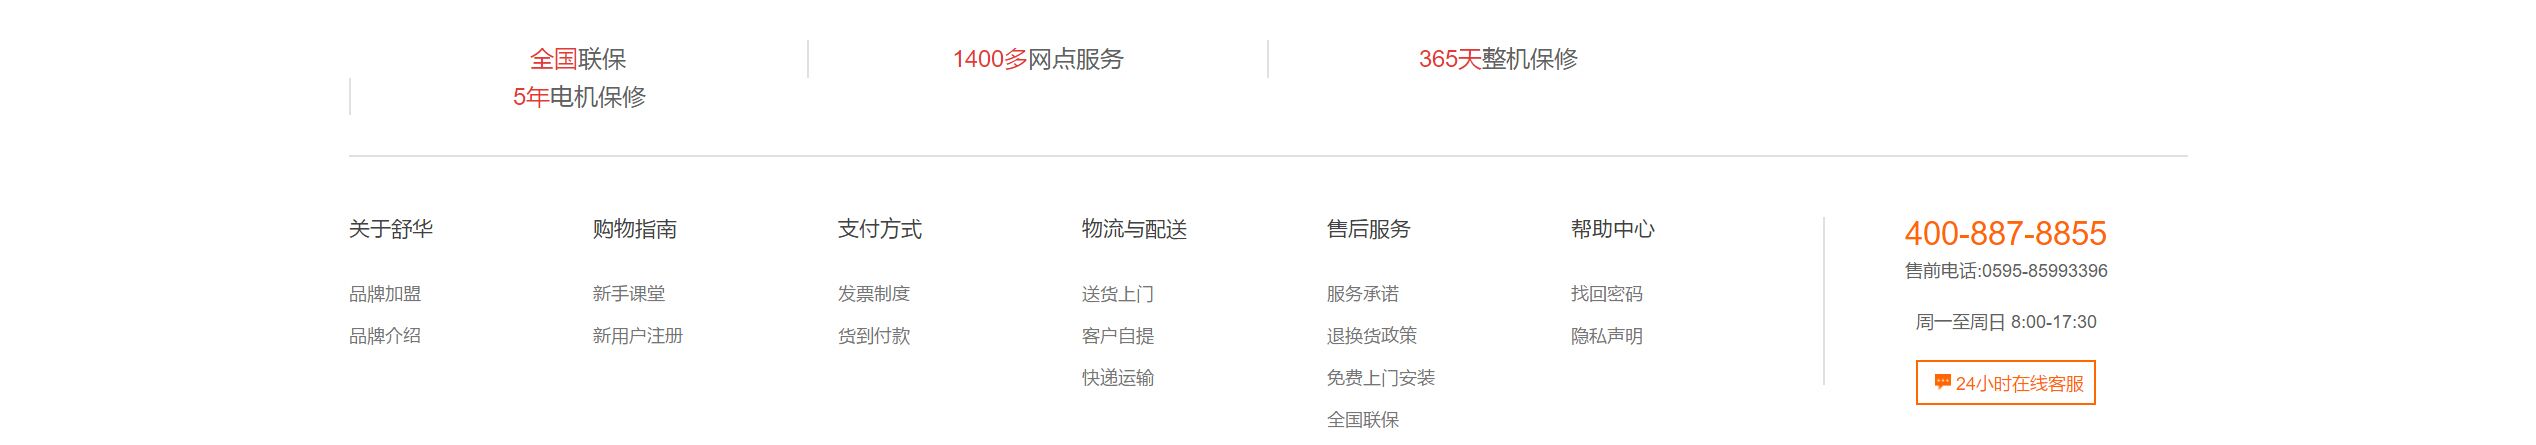 全国联保
1400多网点服务
365天整机保修
5年电机保修
关于舒华
品牌加盟
品牌介绍
购物指南
新手课堂
新用户注册
支付方式
发票制度
货到付款
物流与配送
送货上门
客户自提
快递运输
售后服务
服务承诺
退换货政策
免费上门安装
全国联保
帮助中心
找回密码
隐私声明
400-887-8855
售前电话:0595-85993396
周一至周日 8:00-17:30
24小时在线客服